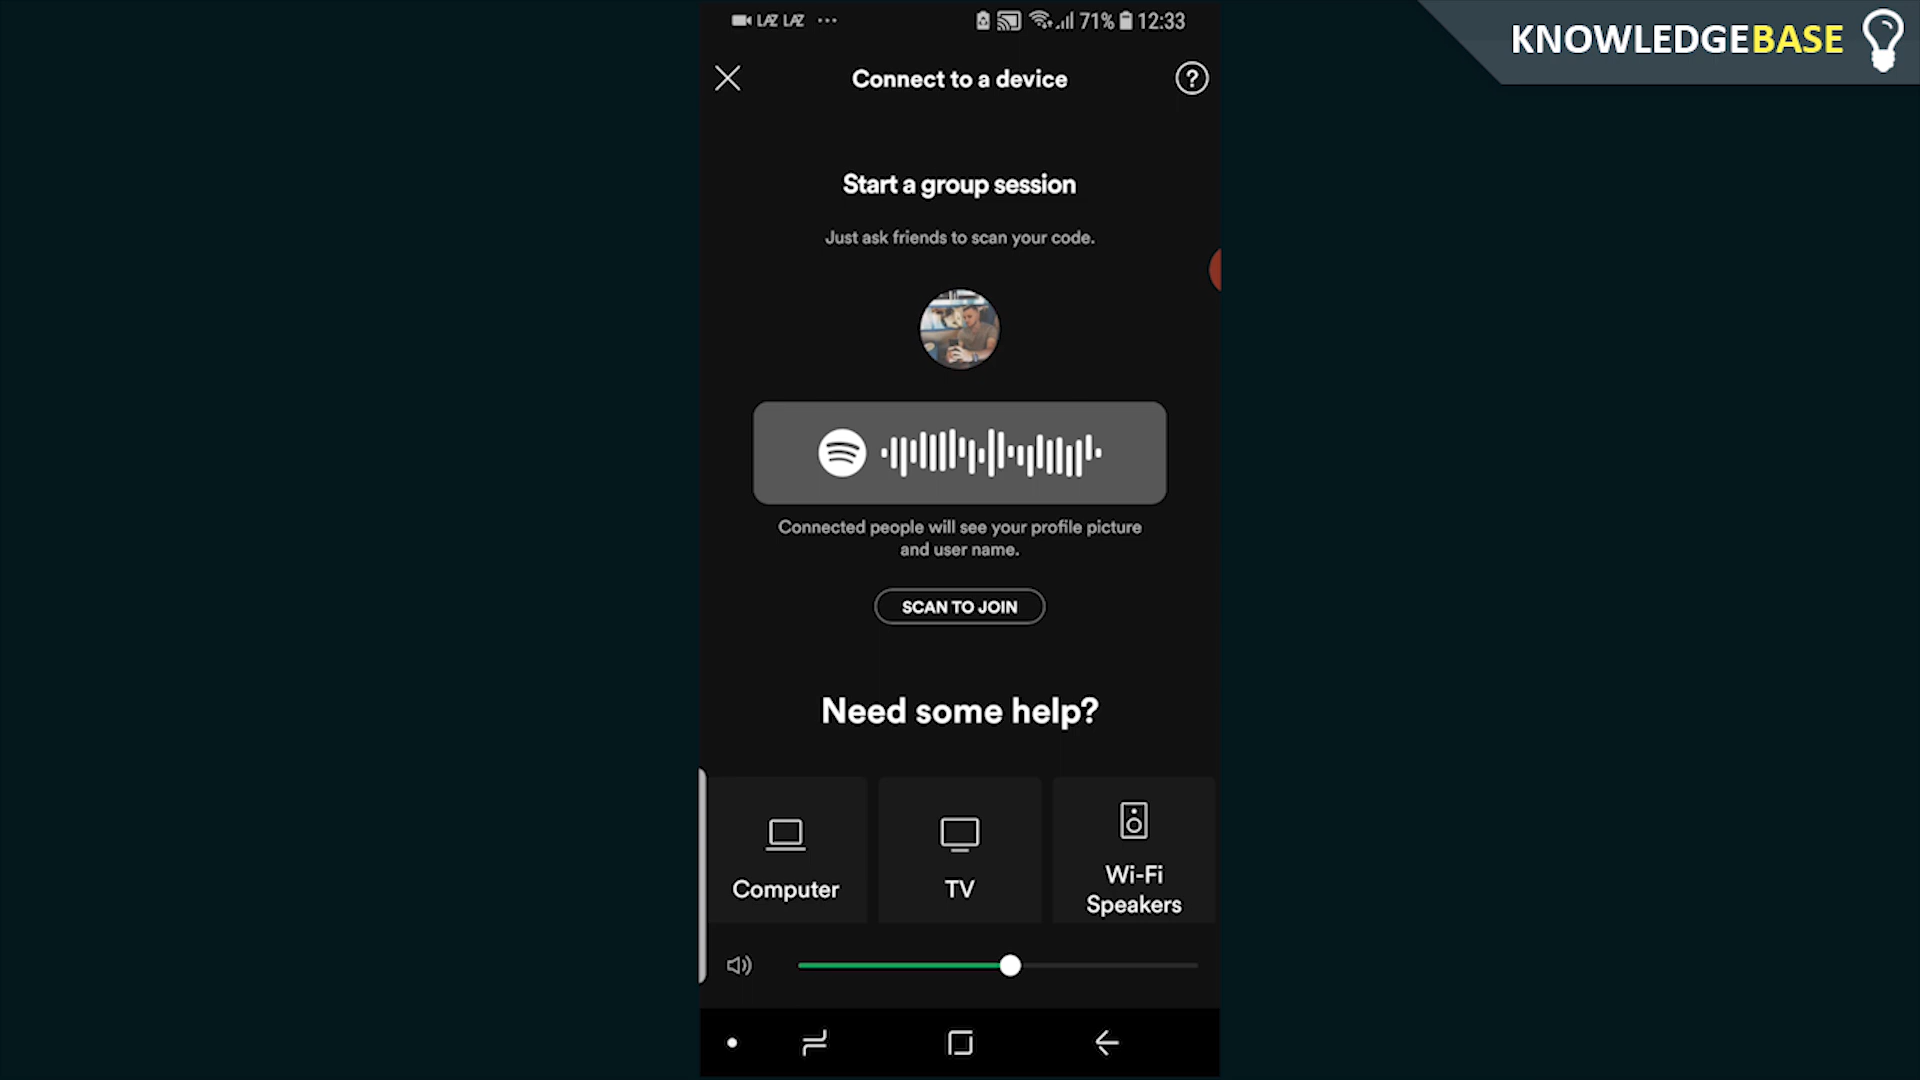 LAZ LAZ ... 71% 12:33
KNOWLEDGEBASE
Connect to a device
Start a group session
Just ask friends to scan your code.
Connected people will see your profile picture
and user name.
SCAN TO JOIN
Need some help?
Computer
TV
Wi-Fi
Speakers